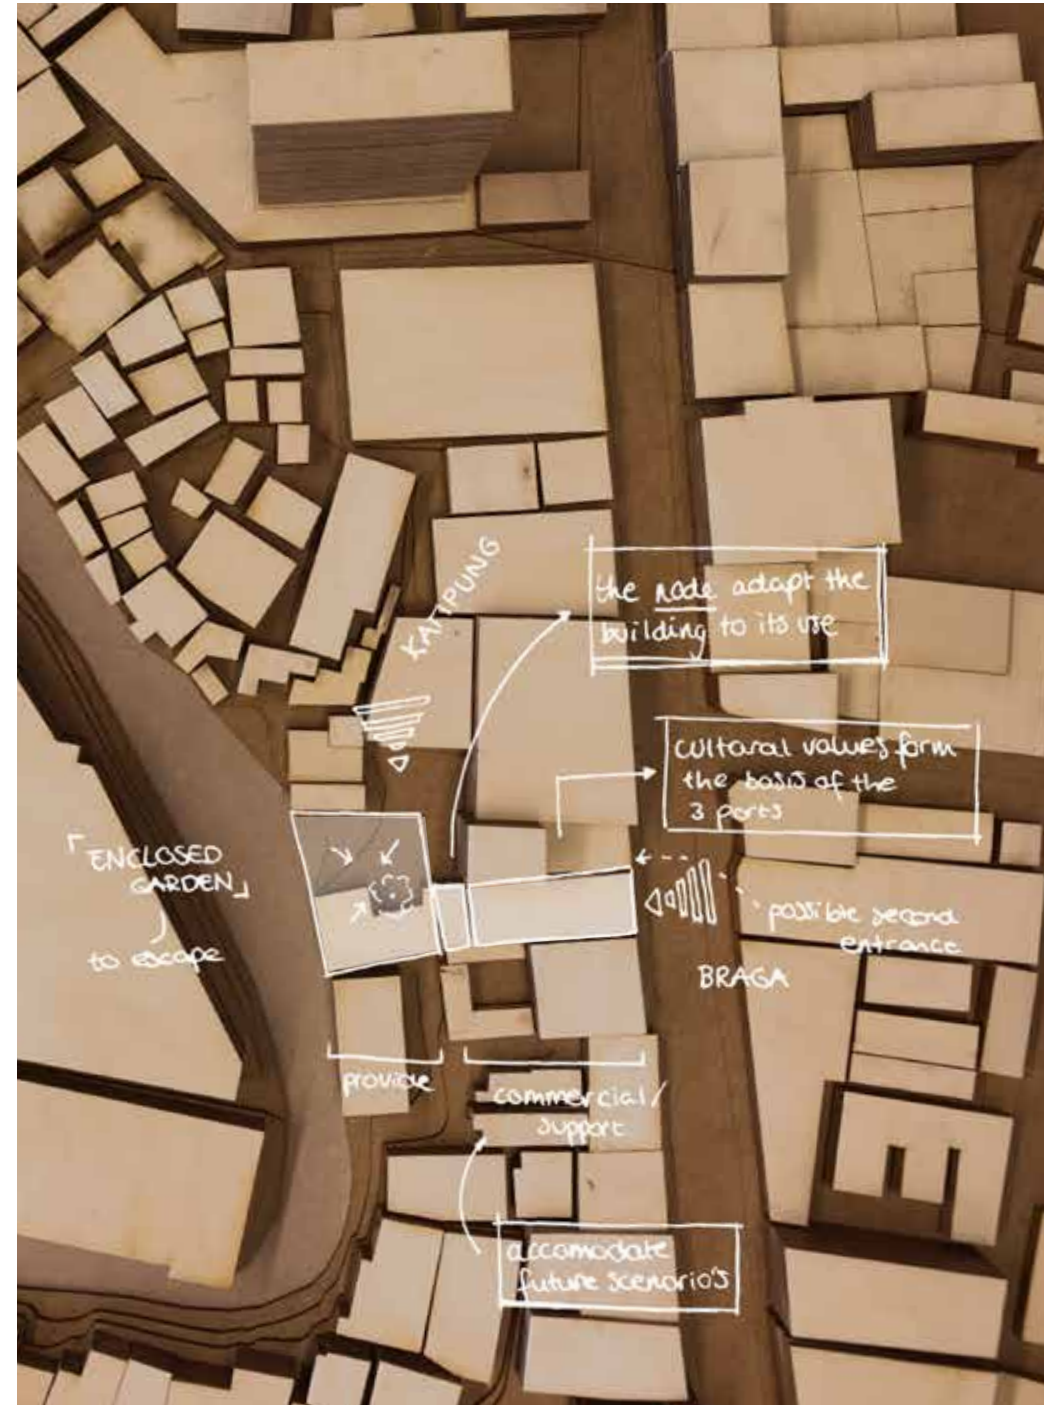 KATIPUNG
the node adapt the
building to its use
cultural values form
the basis of the
3 parts
「ENCLOSED
GARDEN」
to escape
possible second
entrance
BRAGA
provide
commercial/
support
accomodate
future scenario's